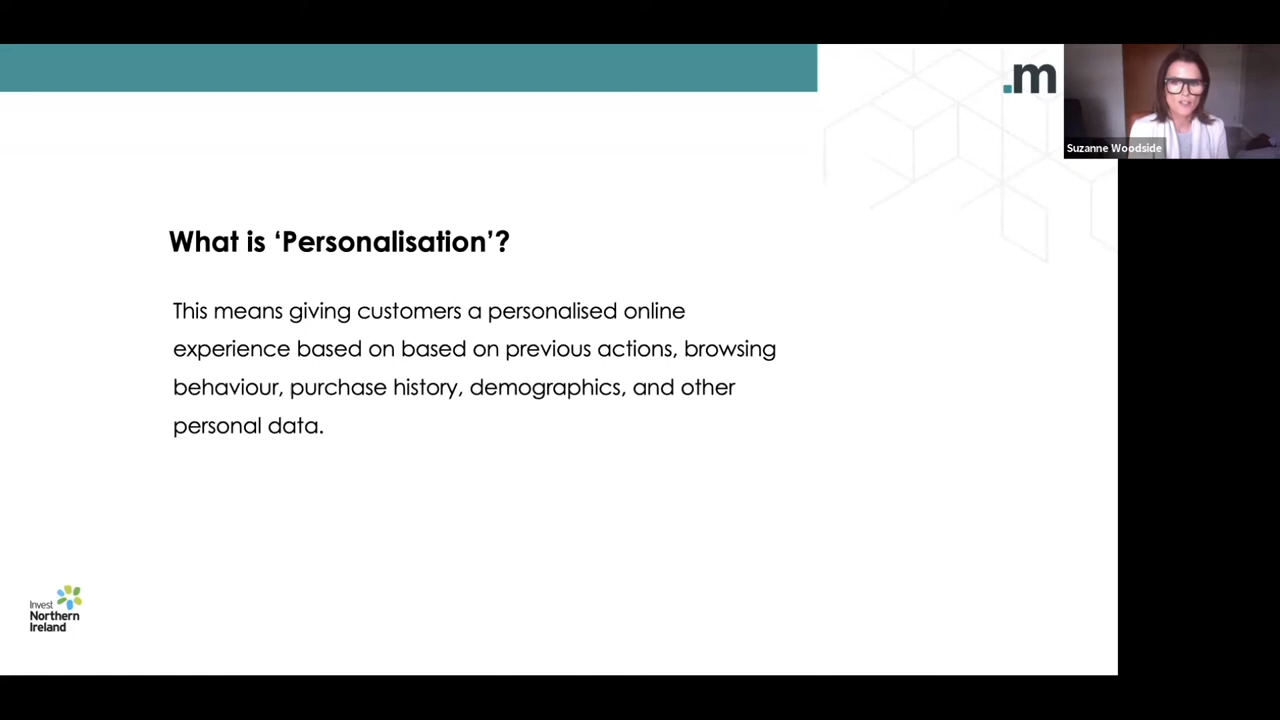 .m
Suzanne Woodside
What is ‘Personalisation’?
This means giving customers a personalised online
experience based on based on previous actions, browsing
behaviour, purchase history, demographics, and other
personal data.
Invest
Northern
Ireland